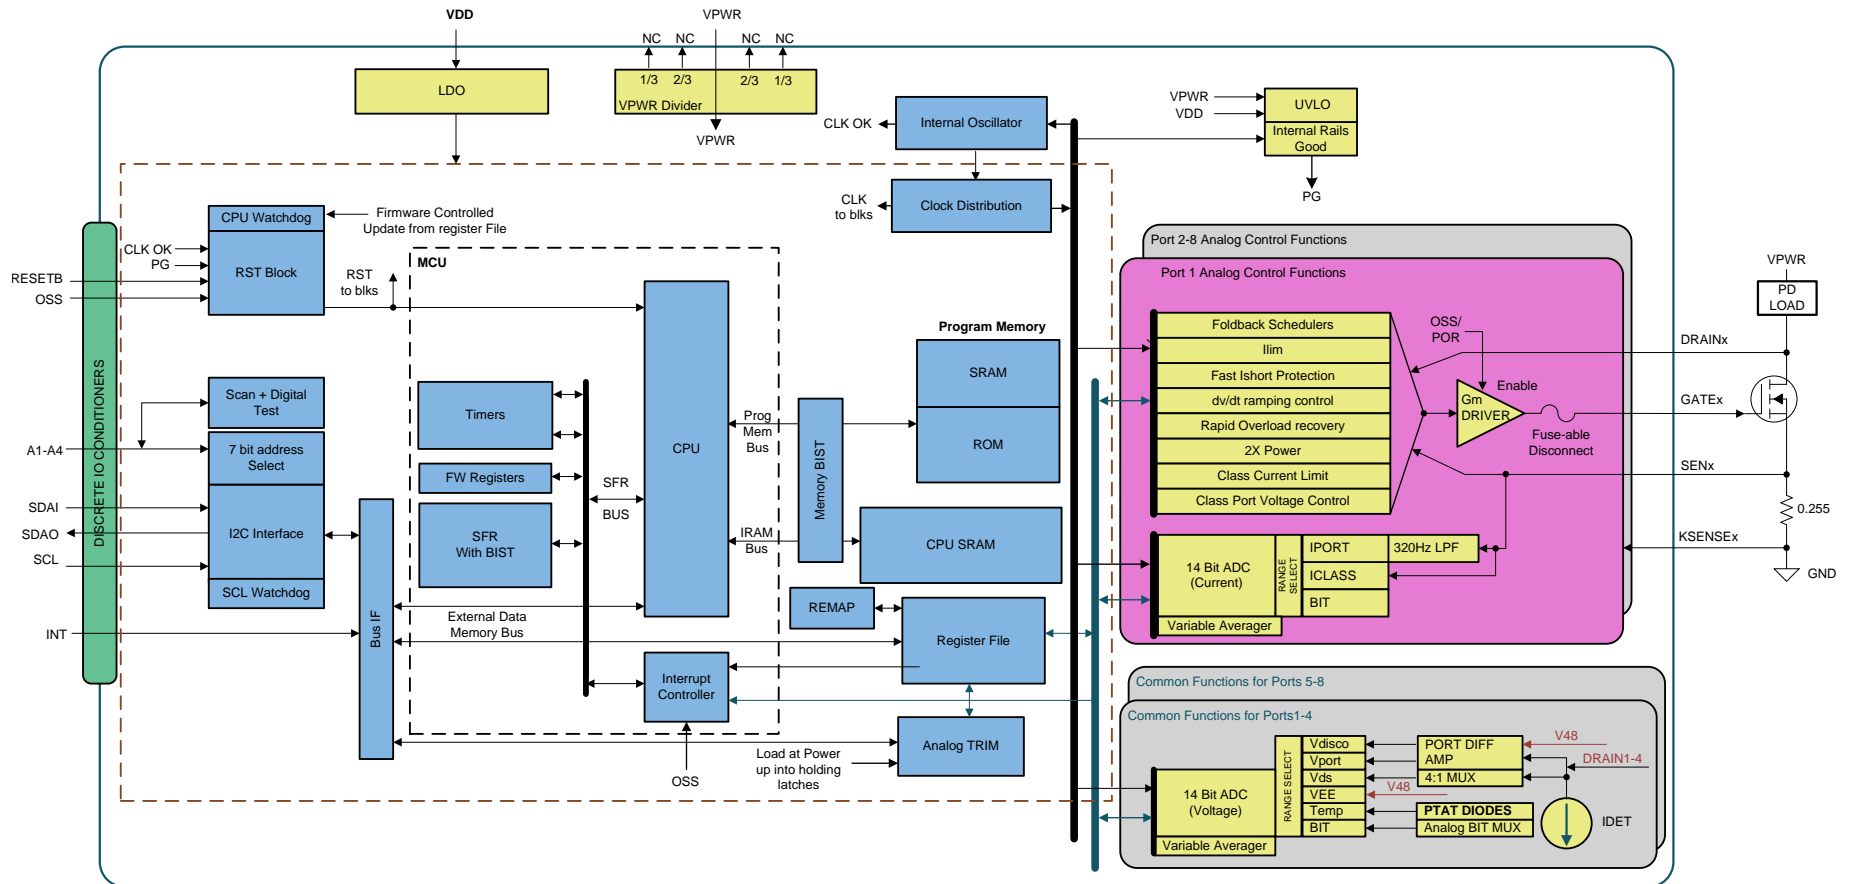 VDD
VPWR
NC
NC
NC
NC
LDO
1/3
2/3
2/3
1/3
VPWR Divider
VPWR
CLK OK
Internal Oscillator
VPWR
VDD
UVLO
Internal Rails
Good
PG
CLK
to blks
Clock Distribution
CPU Watchdog
Firmware Controlled
Update from register File
CLK OK
PG
RESETB
OSS
RST Block
RST
to blks
MCU
DISCRETE IO CONDITIONERS
Scan + Digital
Test
A1-A4
7 bit address
Select
SDAI
SDAO
SCL
I2C Interface
SCL Watchdog
INT
Bus IF
Timers
FW Registers
SFR
With BIST
SFR
BUS
CPU
Prog
Mem
Bus
IRAM
Bus
Memory BIST
Program Memory
SRAM
ROM
CPU SRAM
External Data
Memory Bus
REMAP
Register File
Interrupt
Controller
OSS
Analog TRIM
Load at Power
up into holding
latches
Port 2-8 Analog Control Functions
Port 1 Analog Control Functions
Foldback Schedulers
Ilim
Fast Ishort Protection
dv/dt ramping control
Rapid Overload recovery
2X Power
Class Current Limit
Class Port Voltage Control
OSS/
POR
Enable
Gm
DRIVER
Fuse-able
Disconnect
VPWR
PD
LOAD
DRAINx
GATEx
SENx
0.255
KSENSEx
GND
14 Bit ADC
(Current)
RANGE
SELECT
IPORT
320Hz LPF
ICLASS
BIT
Variable Averager
Common Functions for Ports 5-8
Common Functions for Ports1-4
14 Bit ADC
(Voltage)
RANGE SELECT
Vdisco
Vport
Vds
VEE
Temp
BIT
PORT DIFF
AMP
4:1 MUX
V48
DRAIN1-4
V48
PTAT DIODES
Analog BIT MUX
IDET
Variable Averager